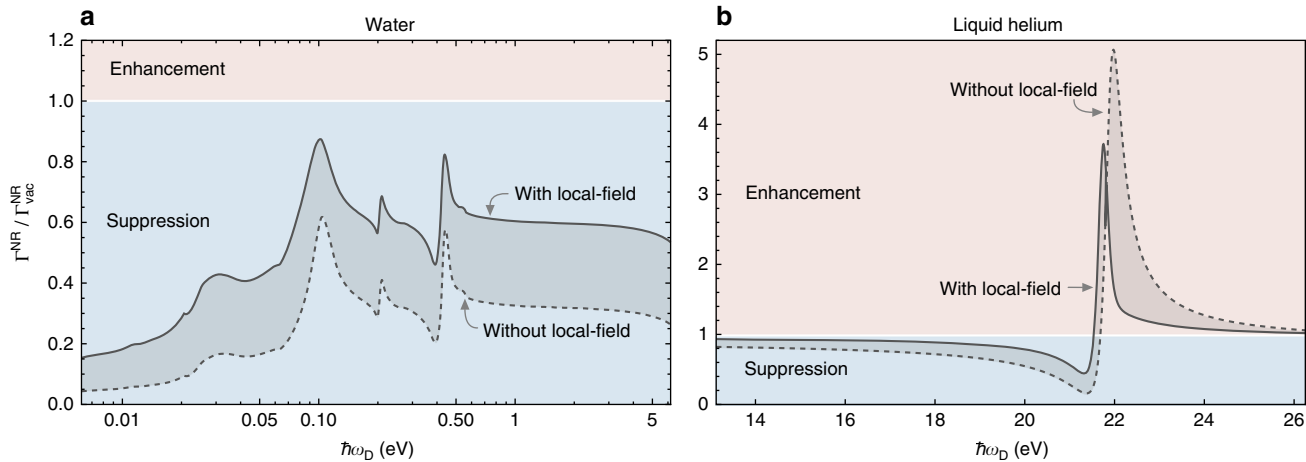 a
Water
1.2
1.0
0.8
0.6
0.4
0.2
0.0
Γ^NR / Γ_vac^NR
Enhancement
Suppression
With local-field
Without local-field
0.01
0.05
0.10
0.50
1
5
ħω_D (eV)
b
Liquid helium
5
4
3
2
1
0
Without local-field
Enhancement
With local-field
Suppression
14
16
18
20
22
24
26
ħω_D (eV)